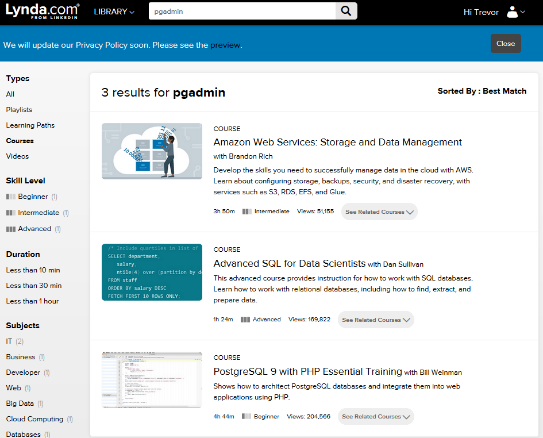 Lynda.com
FROM LINKEDIN
LIBRARY
pgadmin
Hi Trevor
We will update our Privacy Policy soon. Please see the preview.
Close
Types
All
Playlists
Learning Paths
Courses
Videos
Skill Level
Beginner (1)
Intermediate (1)
Advanced (1)
Duration
Less than 10 min
Less than 30 min
Less than 1 hour
Subjects
IT (2)
Business (1)
Developer (1)
Web (1)
Big Data (1)
Cloud Computing (1)
Databases (1)
3 results for pgadmin
Sorted By : Best Match
COURSE
Amazon Web Services: Storage and Data Management
with Brandon Rich
Develop the skills you need to successfully manage data in the cloud with AWS.
Learn about configuring storage, backups, security, and disaster recovery, with
services such as S3, RDS, EFS, and Glue.
3h 50m Intermediate Views: 51,155 See Related Courses
/* Include quartiles in list of
SELECT department,
salary
ntile(4) over (partition by d
FROM staff
ORDER BY salary DESC
FETCH FIRST 10 ROWS ONLY;
COURSE
Advanced SQL for Data Scientists with Dan Sullivan
This advanced course provides instruction for how to work with SQL databases.
Learn how to work with relational databases, including how to find, extract, and
prepare data.
1h 24m Advanced Views: 169,822 See Related Courses
COURSE
PostgreSQL 9 with PHP Essential Training with Bill Weinman
Shows how to architect PostgreSQL databases and integrate them into web
applications using PHP.
4h 44m Beginner Views: 204,566 See Related Courses